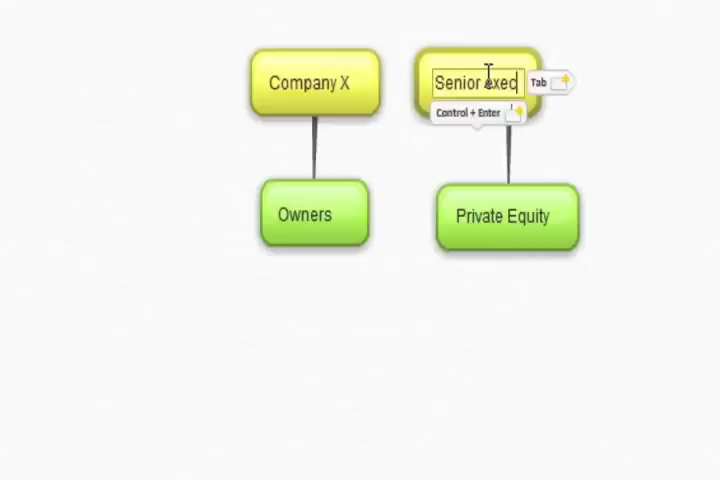 Company X
Senior exec
Tab
Control + Enter
Owners
Private Equity